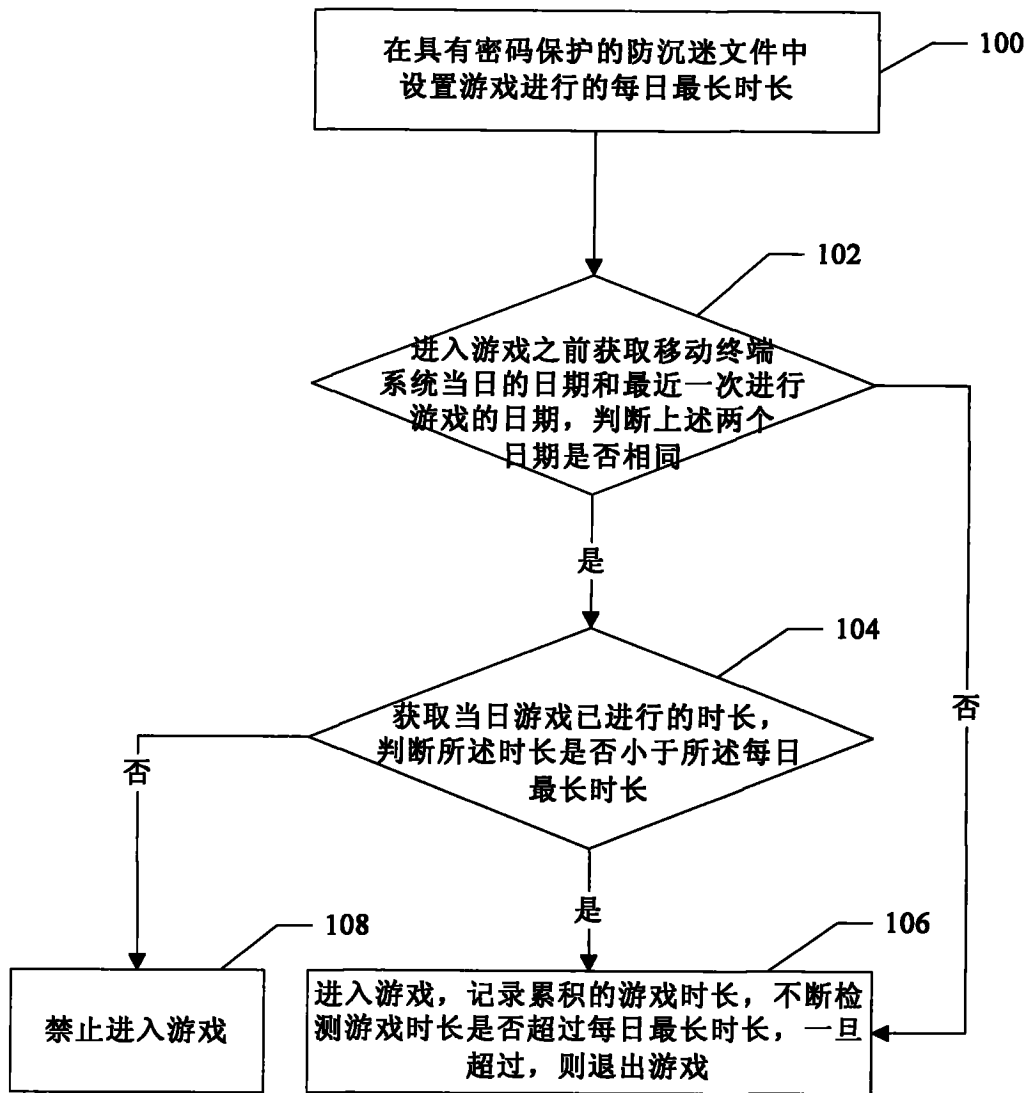 在具有密码保护的防沉迷文件中
设置游戏进行的每日最长时长
100
102
进入游戏之前获取移动终端
系统当日的日期和最近一次进行
游戏的日期，判断上述两个
日期是否相同
是
104
获取当日游戏已进行的时长，
判断所述时长是否小于所述每日
最长时长
否
否
是
108
106
禁止进入游戏
进入游戏，记录累积的游戏时长，不断检
测游戏时长是否超过每日最长时长，一旦
超过，则退出游戏